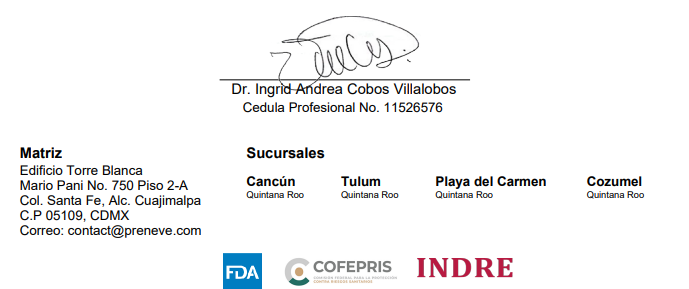 Dr. Ingrid Andrea Cobos Villalobos
Cedula Profesional No. 11526576
Matriz
Edificio Torre Blanca
Mario Pani No. 750 Piso 2-A
Col. Santa Fe, Alc. Cuajimalpa
C.P 05109, CDMX
Correo: contact@preneve.com
Sucursales
Cancún Tulum Playa del Carmen Cozumel
Quintana Roo Quintana Roo Quintana Roo Quintana Roo
FDA COFEPRIS INDRE
COMISIÓN FEDERAL PARA LA PROTECCIÓN
CONTRA RIESGOS SANITARIOS